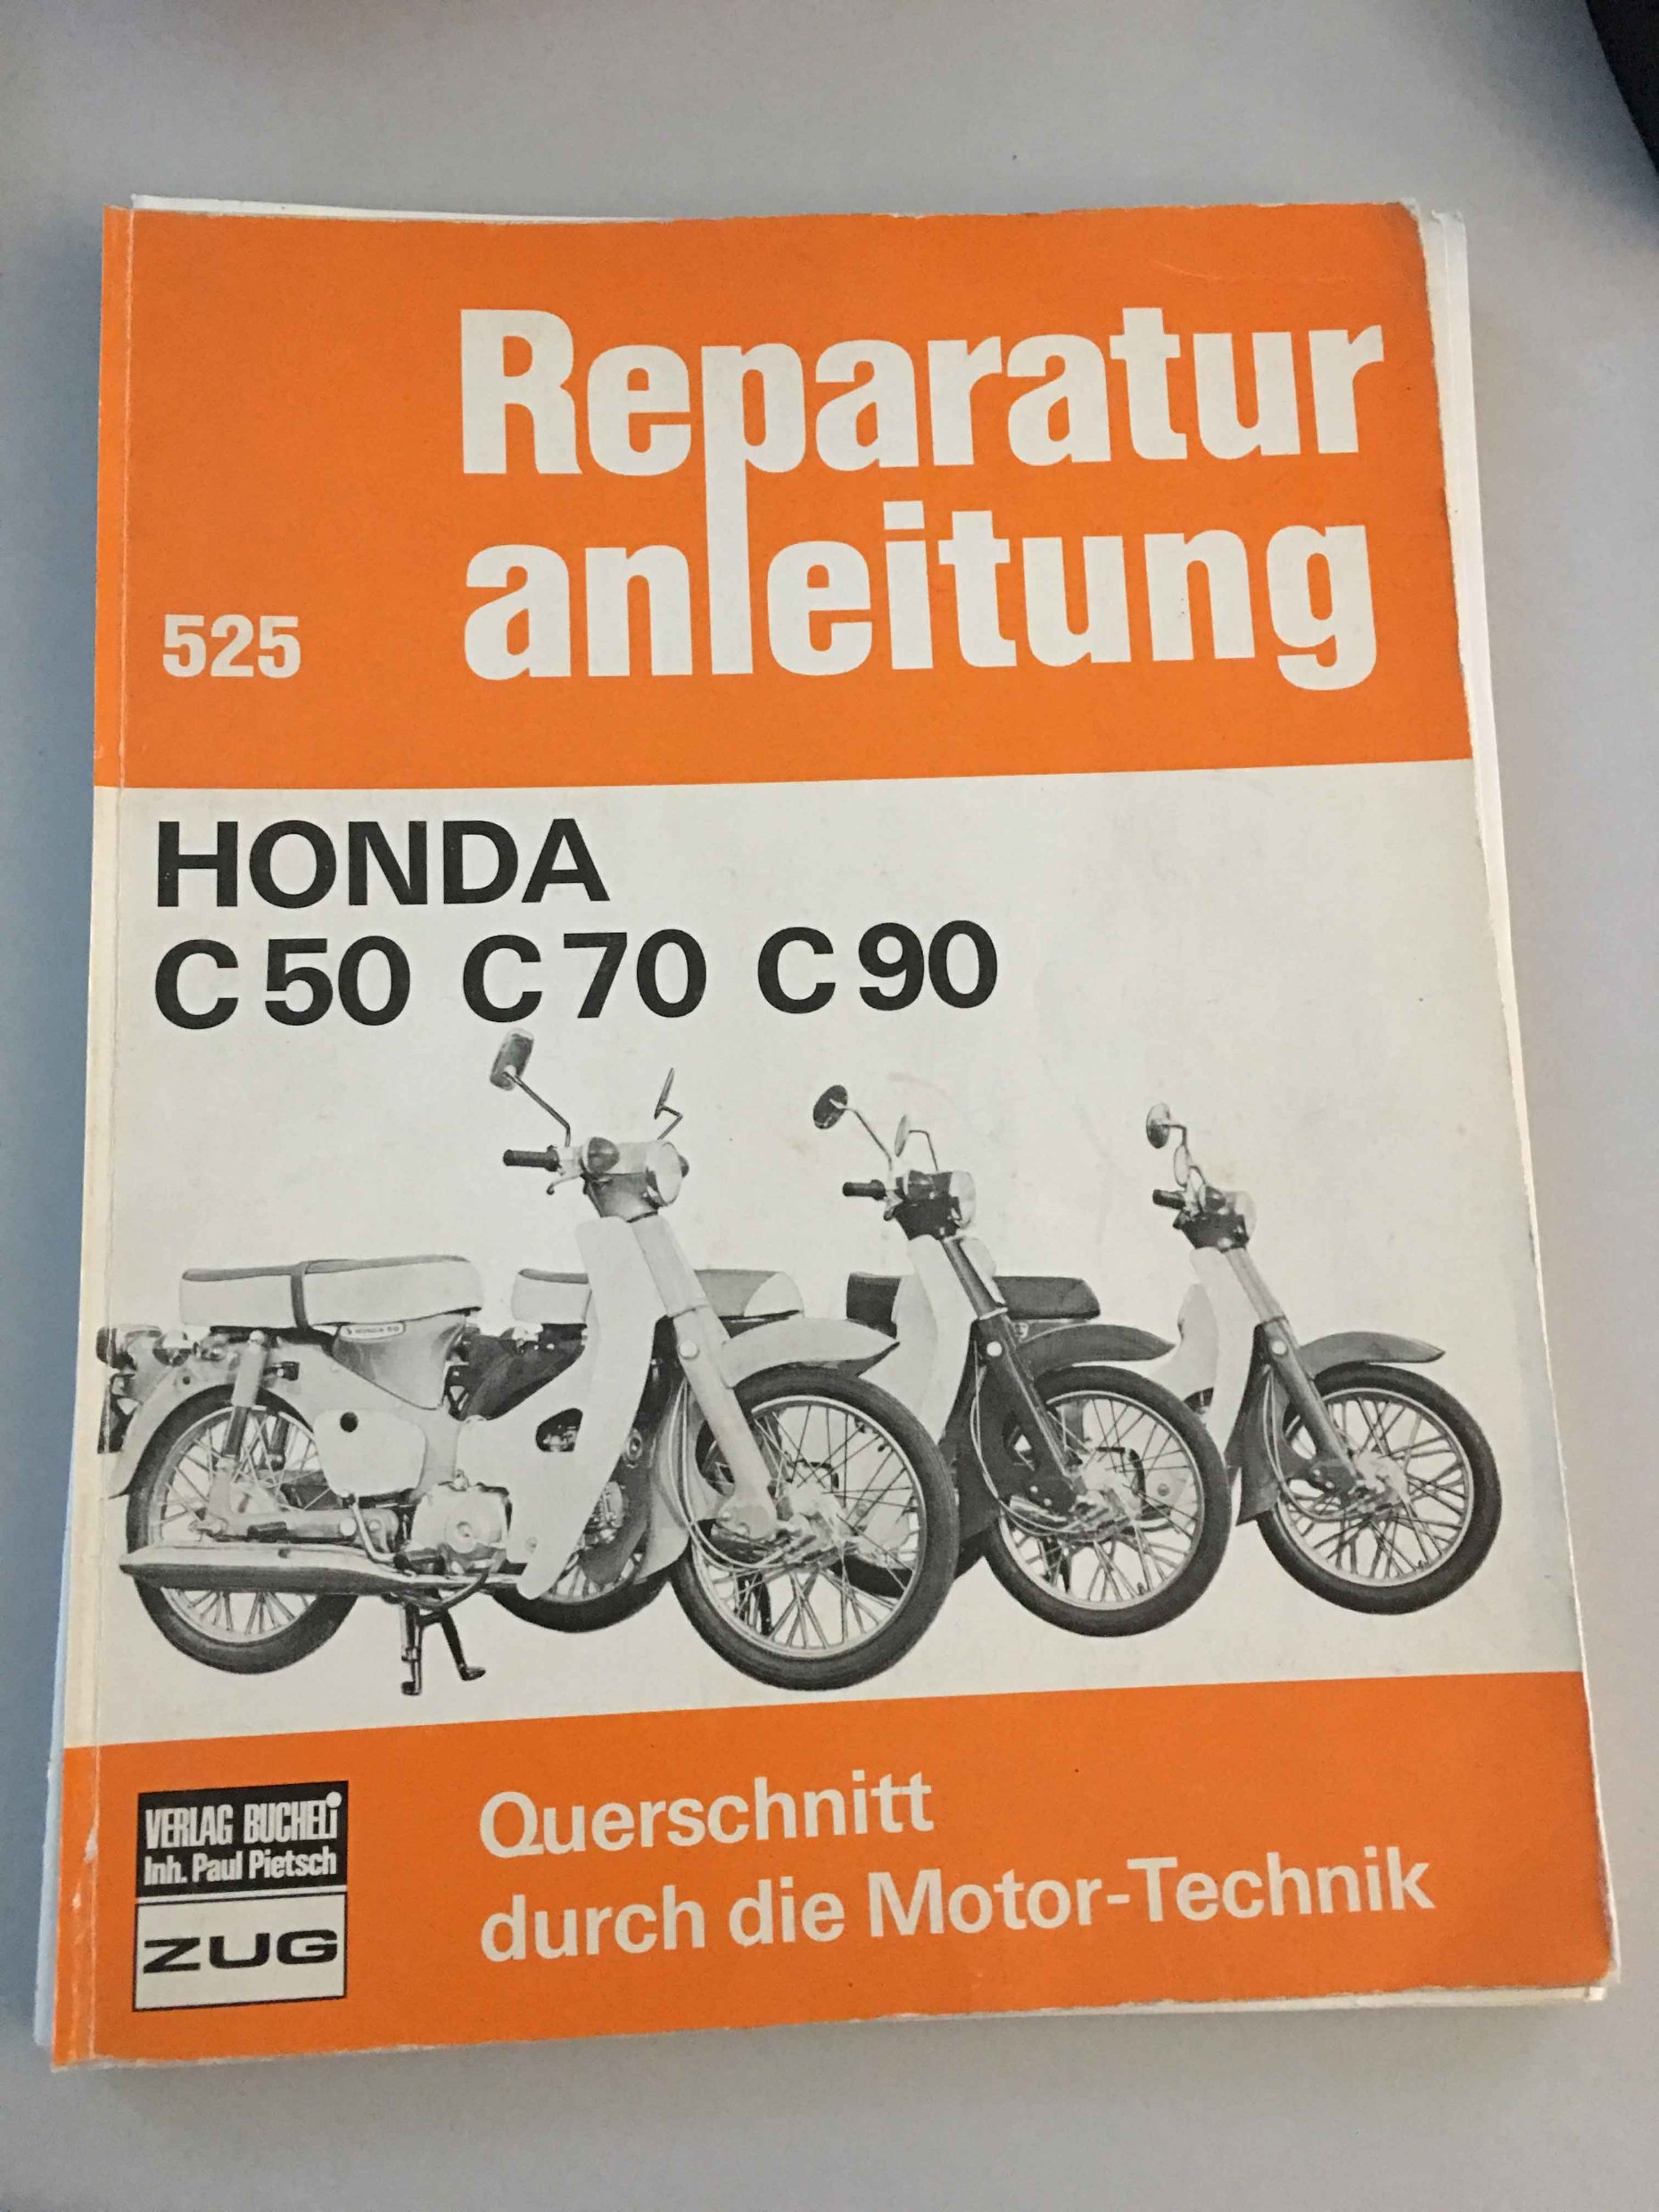 Reparatur
anleitung
525
HONDA
C50 C70 C90
VERLAG BUCHELi
Inh. Paul Pietsch
ZUG
Querschnitt
durch die Motor-Technik